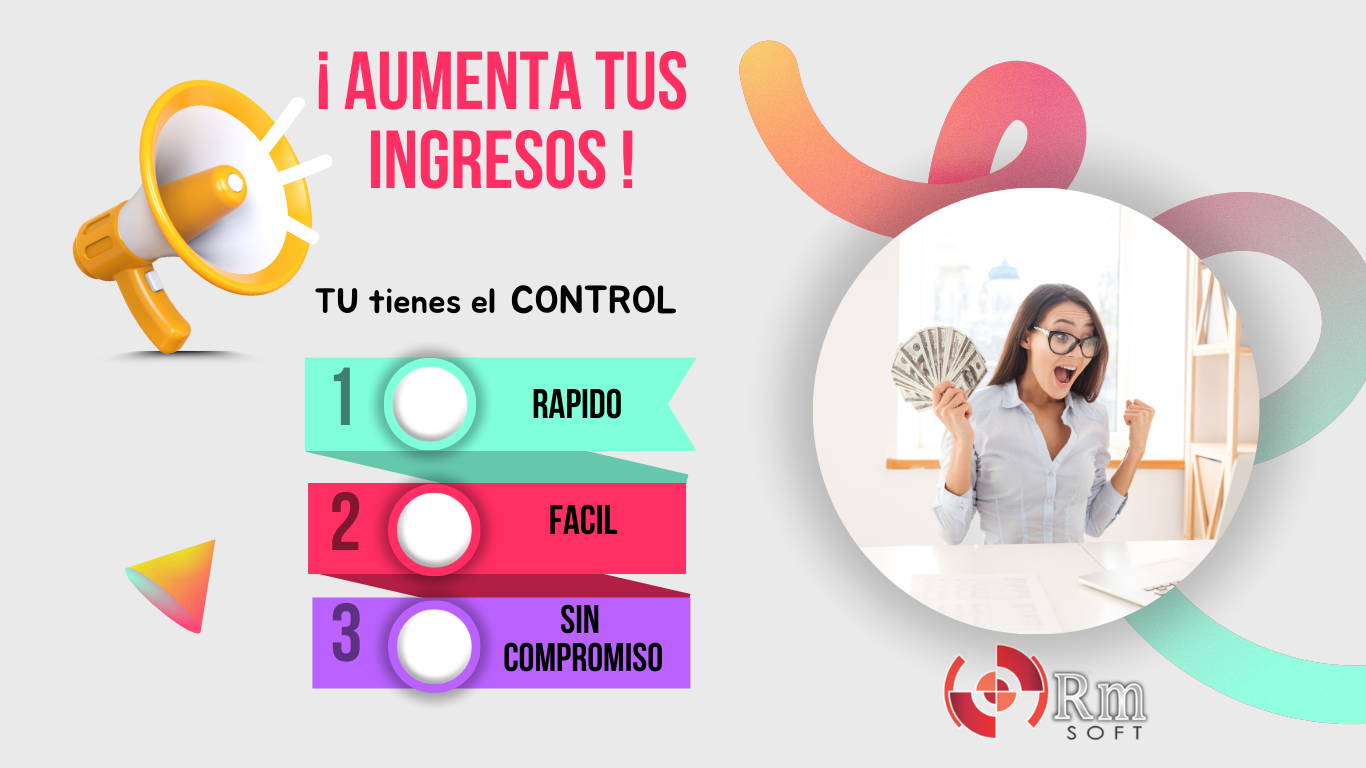 ¡ AUMENTA TUS
INGRESOS !
TU tienes el CONTROL
1
RAPIDO
2
FACIL
3
SIN
COMPROMISO
Rm
SOFT